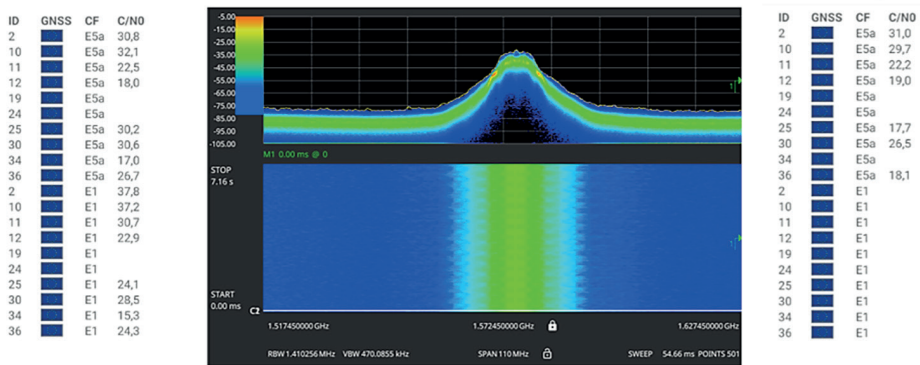 ID GNSS CF C/N0
2 E5a 30,8
10 E5a 32,1
11 E5a 22,5
12 E5a 18,0
19 E5a
24 E5a
25 E5a 30,2
30 E5a 30,6
34 E5a 17,0
36 E5a 26,7
2 E1 37,8
10 E1 37,2
11 E1 30,7
12 E1 22,9
19 E1
24 E1
25 E1 24,1
30 E1 28,5
34 E1 15,3
36 E1 24,3
-5.00
-15.00
-25.00
-35.00
-45.00
-55.00
-65.00
-75.00
-85.00
-95.00
-105.00
1
M1 0.00 ms @ 0
STOP
7.16 s
1
START
0.00 ms
C2
1.517450000 GHz 1.572450000 GHz 1.627450000 GHz
RBW 1.410256 MHz VBW 470.0855 kHz SPAN 110 MHz SWEEP 54.66 ms POINTS 501
ID GNSS CF C/N0
2 E5a 31,0
10 E5a 29,7
11 E5a 22,2
12 E5a 19,0
19 E5a
24 E5a
25 E5a 17,7
30 E5a 26,5
34 E5a
36 E5a 18,1
2 E1
10 E1
11 E1
12 E1
19 E1
24 E1
25 E1
30 E1
34 E1
36 E1